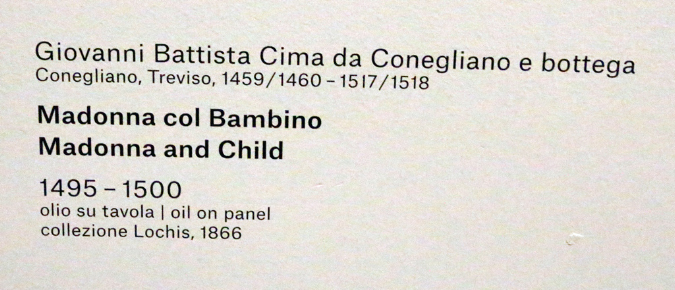 Giovanni Battista Cima da Conegliano e bottega
Conegliano, Treviso, 1459/1460 – 1517/1518
Madonna col Bambino
Madonna and Child
1495 – 1500
olio su tavola | oil on panel
collezione Lochis, 1866